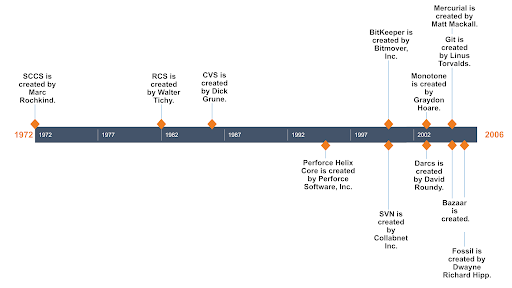 Mercurial is
created by
Matt Mackall.
BitKeeper is
created by
Bitmover,
Inc.
Git is
created
by Linus
Torvalds.
SCCS is
created by
Marc
Rochkind.
RCS is
created
by Walter
Tichy.
CVS is
created by
Dick
Grune.
Monotone
is created
by
Graydon
Hoare.
1972
1972
1977
1982
1987
1992
1997
2002
2006
Perforce Helix
Core is created
by Perforce
Software, Inc.
Darcs is
created
by David
Roundy.
SVN is
created
by
Collabnet
Inc.
Bazaar
is
created.
Fossil is
created by
Dwayne
Richard Hipp.